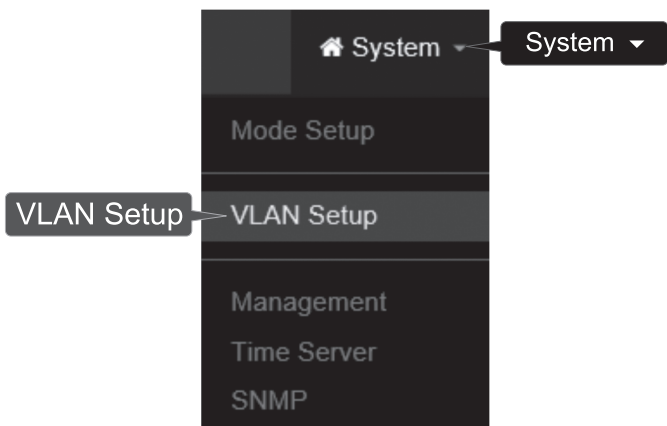 System
System
Mode Setup
VLAN Setup
VLAN Setup
Management
Time Server
SNMP